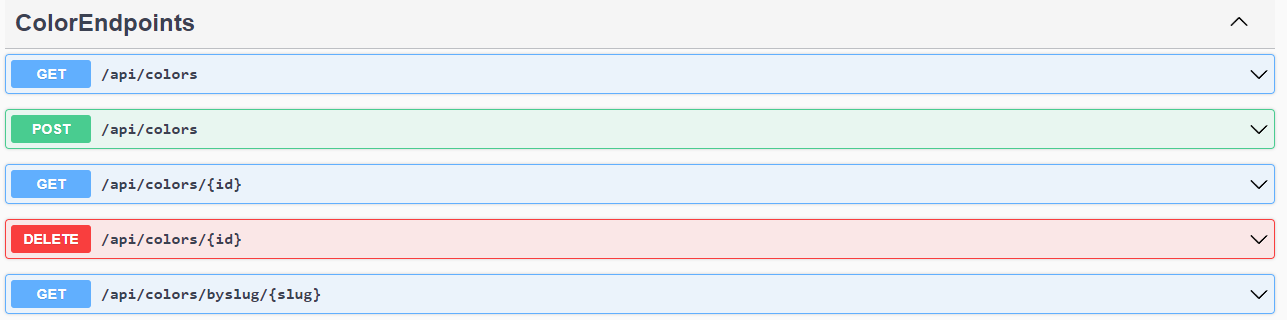 ColorEndpoints
GET /api/colors
POST /api/colors
GET /api/colors/{id}
DELETE /api/colors/{id}
GET /api/colors/byslug/{slug}